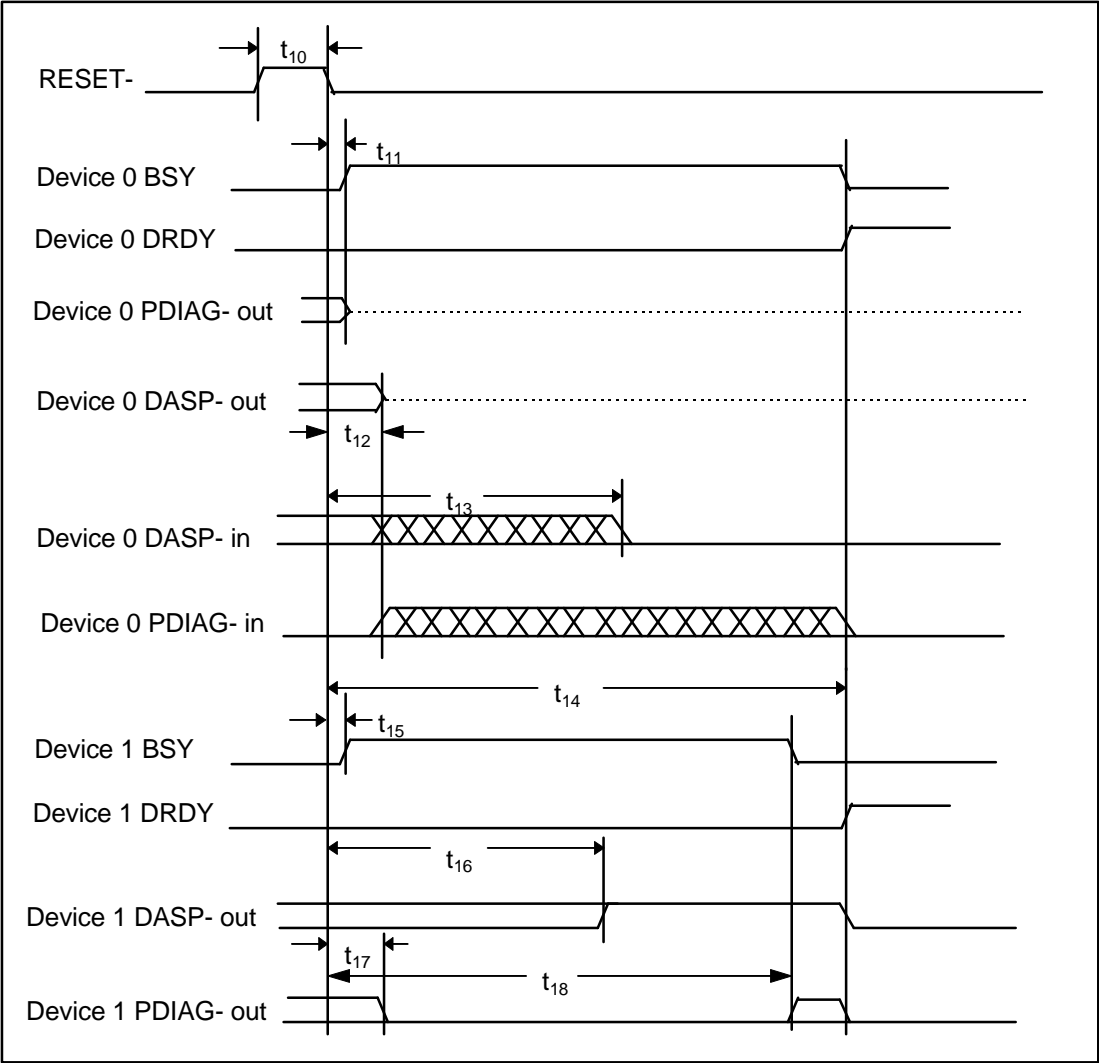 t10
RESET-
t11
Device 0 BSY
Device 0 DRDY
Device 0 PDIAG- out
Device 0 DASP- out
t12
t13
Device 0 DASP- in
Device 0 PDIAG- in
t14
t15
Device 1 BSY
Device 1 DRDY
t16
Device 1 DASP- out
t17
t18
Device 1 PDIAG- out